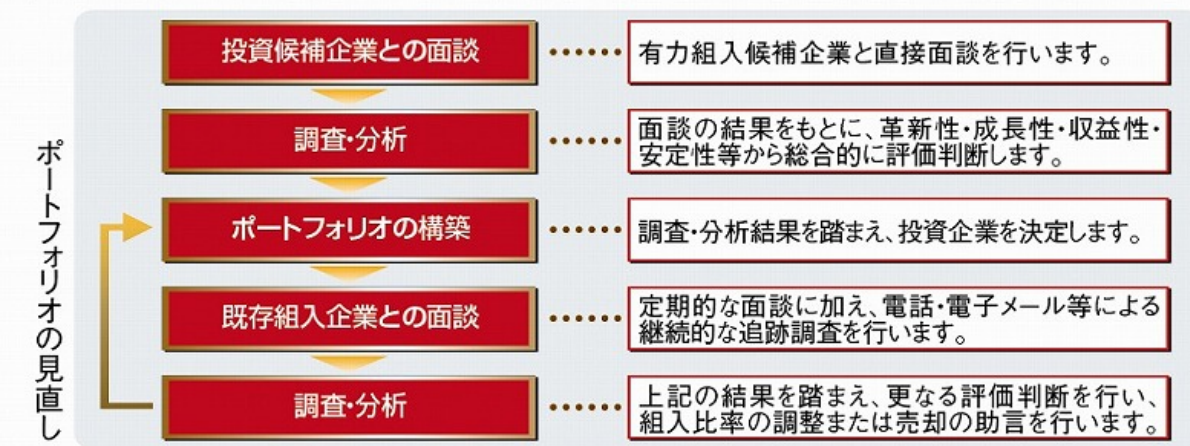 投資候補企業との面談
有力組入候補企業と直接面談を行います。
調査・分析
面談の結果をもとに、革新性・成長性・収益性・
安定性等から総合的に評価判断します。
ポートフォリオの構築
調査・分析結果を踏まえ、投資企業を決定します。
既存組入企業との面談
定期的な面談に加え、電話・電子メール等による
継続的な追跡調査を行います。
調査・分析
上記の結果を踏まえ、更なる評価判断を行い、
組入比率の調整または売却の助言を行います。
ポートフォリオの見直し